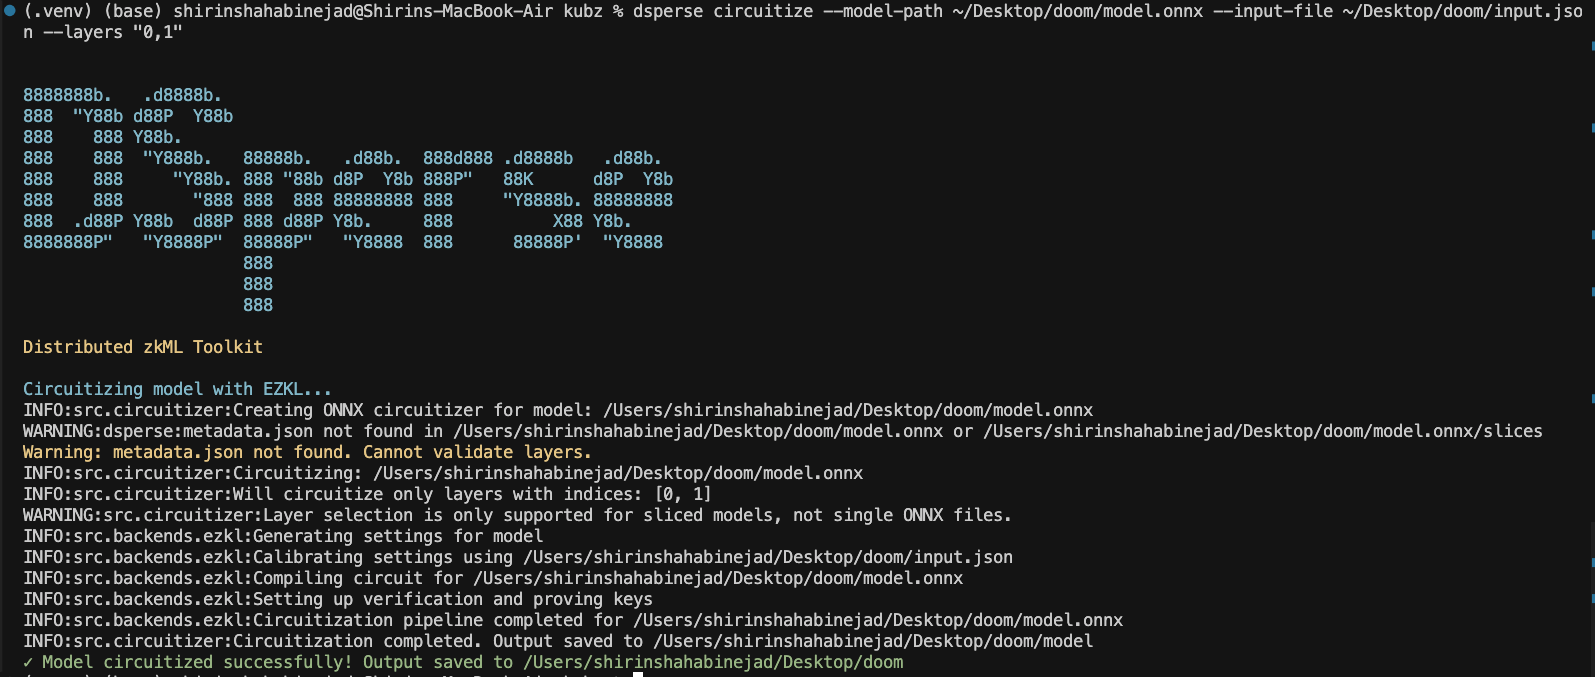 (.venv) (base) shirinshahabinejad@Shirins-MacBook-Air kubz % dsperse circuitize --model-path ~/Desktop/doom/model.onnx --input-file ~/Desktop/doom/input.jso
n --layers "0,1"
8888888b.   .d8888b.
888  "Y88b d88P  Y88b
888    888 Y88b.
888    888  "Y888b.   88888b.   .d88b.  888d888 .d8888b   .d88b.
888    888     "Y88b. 888 "88b d8P  Y8b 888P"   88K      d8P  Y8b
888    888       "888 888  888 88888888 888     "Y8888b. 88888888
888  .d88P Y88b  d88P 888 d88P Y8b.     888          X88 Y8b.
8888888P"   "Y8888P"  88888P"   "Y8888  888      88888P'  "Y8888
                      888
                      888
                      888
Distributed zkML Toolkit
Circuitizing model with EZKL...
INFO:src.circuitizer:Creating ONNX circuitizer for model: /Users/shirinshahabinejad/Desktop/doom/model.onnx
WARNING:dsperse:metadata.json not found in /Users/shirinshahabinejad/Desktop/doom/model.onnx or /Users/shirinshahabinejad/Desktop/doom/model.onnx/slices
Warning: metadata.json not found. Cannot validate layers.
INFO:src.circuitizer:Circuitizing: /Users/shirinshahabinejad/Desktop/doom/model.onnx
INFO:src.circuitizer:Will circuitize only layers with indices: [0, 1]
WARNING:src.circuitizer:Layer selection is only supported for sliced models, not single ONNX files.
INFO:src.backends.ezkl:Generating settings for model
INFO:src.backends.ezkl:Calibrating settings using /Users/shirinshahabinejad/Desktop/doom/input.json
INFO:src.backends.ezkl:Compiling circuit for /Users/shirinshahabinejad/Desktop/doom/model.onnx
INFO:src.backends.ezkl:Setting up verification and proving keys
INFO:src.backends.ezkl:Circuitization pipeline completed for /Users/shirinshahabinejad/Desktop/doom/model.onnx
INFO:src.circuitizer:Circuitization completed. Output saved to /Users/shirinshahabinejad/Desktop/doom/model
✓ Model circuitized successfully! Output saved to /Users/shirinshahabinejad/Desktop/doom